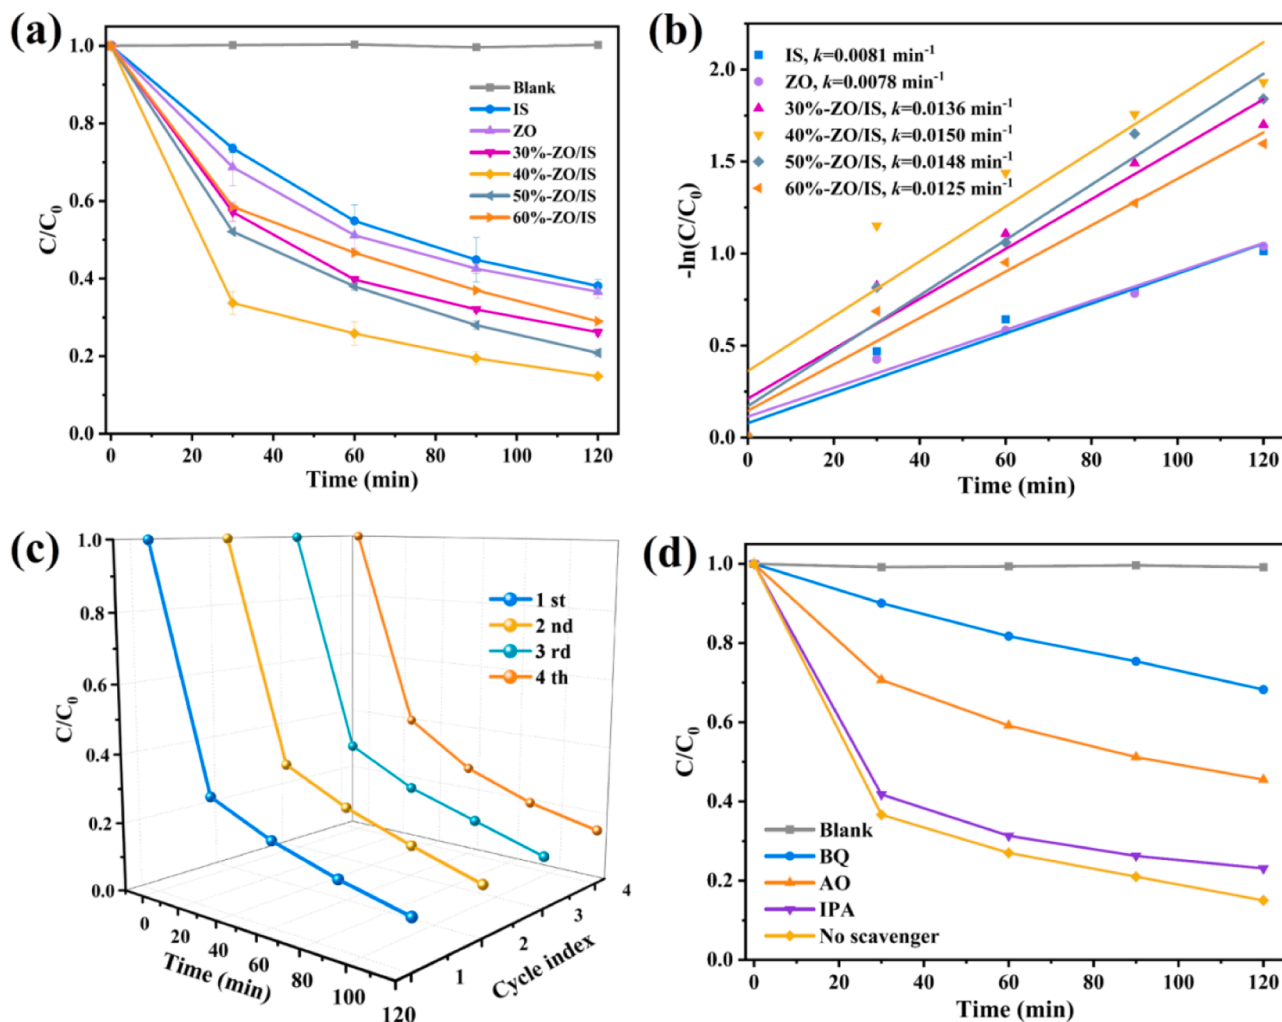 (a)
C/C0
1.0
0.8
0.6
0.4
0.2
0.0
0 20 40 60 80 100 120
Time (min)
Blank
IS
ZO
30%-ZO/IS
40%-ZO/IS
50%-ZO/IS
60%-ZO/IS
(b)
-ln(C/C0)
2.0
1.5
1.0
0.5
0.0
0 20 40 60 80 100 120
Time (min)
IS, k=0.0081 min-1
ZO, k=0.0078 min-1
30%-ZO/IS, k=0.0136 min-1
40%-ZO/IS, k=0.0150 min-1
50%-ZO/IS, k=0.0148 min-1
60%-ZO/IS, k=0.0125 min-1
(c)
C/C0
1.0
0.8
0.6
0.4
0.2
0.0
0 20 40 60 80 100 120
Time (min)
1 2 3 4
Cycle index
1 st
2 nd
3 rd
4 th
(d)
C/C0
1.0
0.8
0.6
0.4
0.2
0.0
0 20 40 60 80 100 120
Time (min)
Blank
BQ
AO
IPA
No scavenger